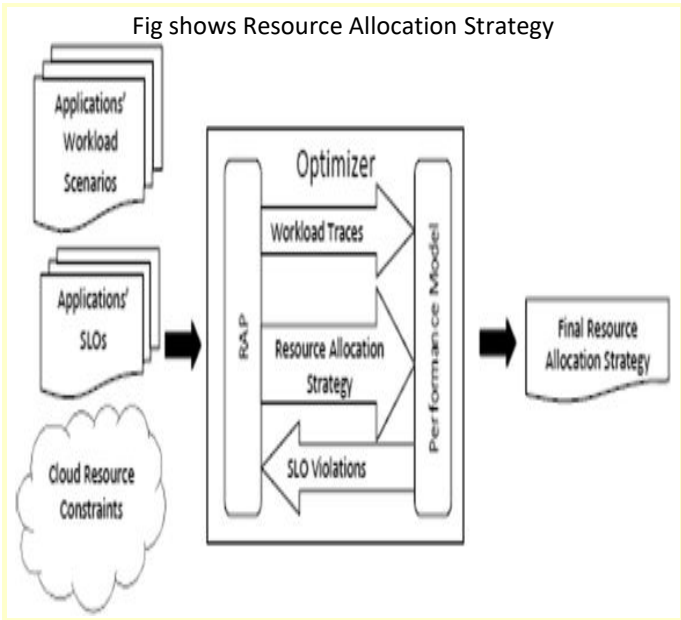 Fig shows Resource Allocation Strategy
Applications'
Workload
Scenarios
Applications'
SLOs
Cloud Resource
Constraints
Optimizer
RAP
Workload Traces
Resource Allocation
Strategy
SLO Violations
Performance Model
Final Resource
Allocation Strategy